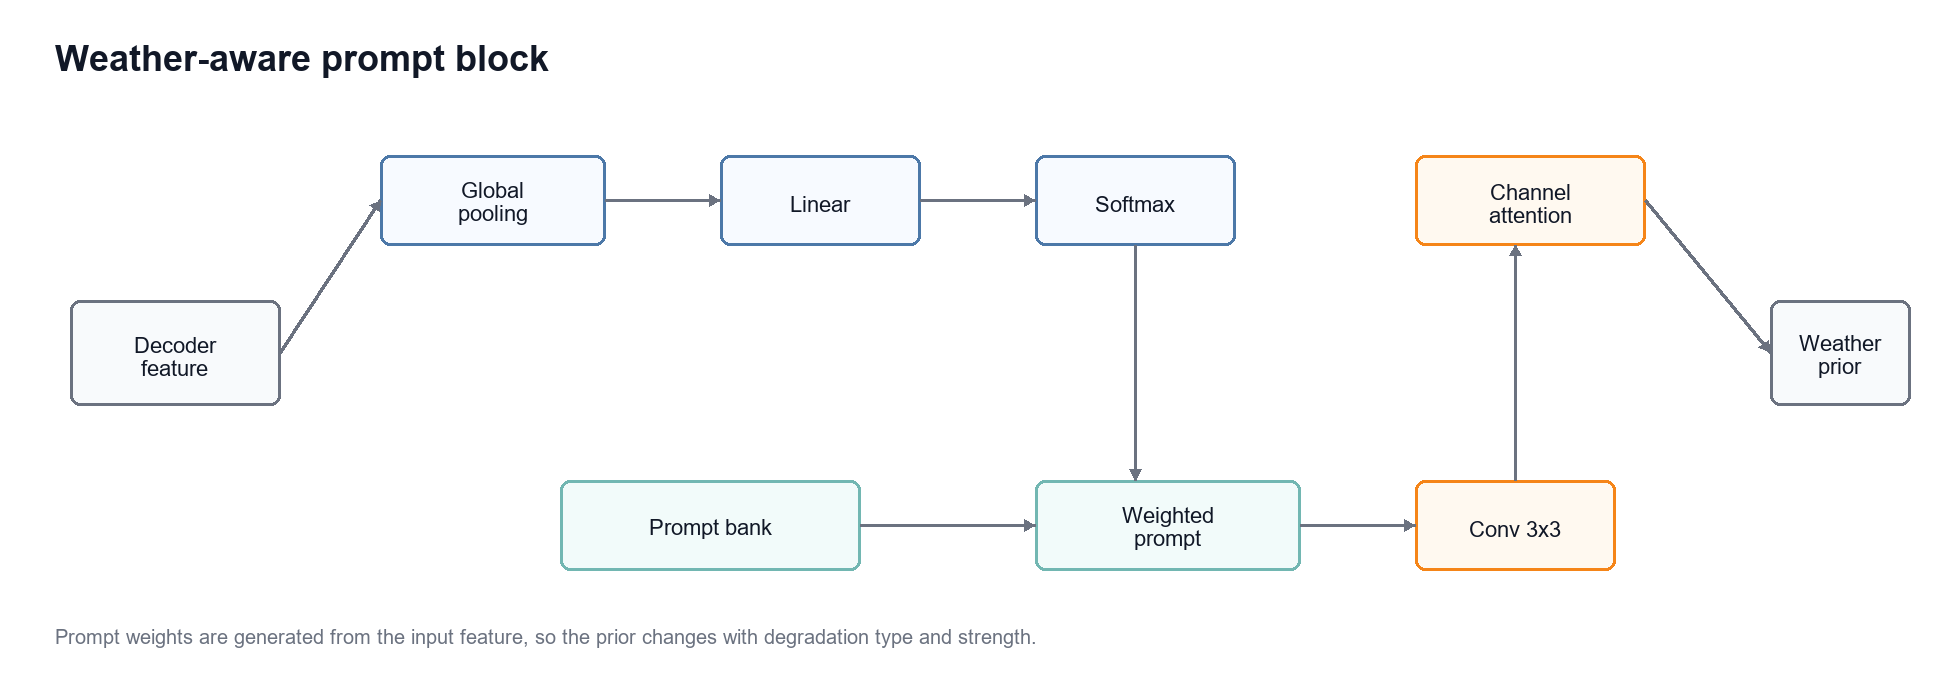 Weather-aware prompt block
Global
pooling
Linear
Softmax
Channel
attention
Decoder
feature
Weather
prior
Prompt bank
Weighted
prompt
Conv 3x3
Prompt weights are generated from the input feature, so the prior changes with degradation type and strength.